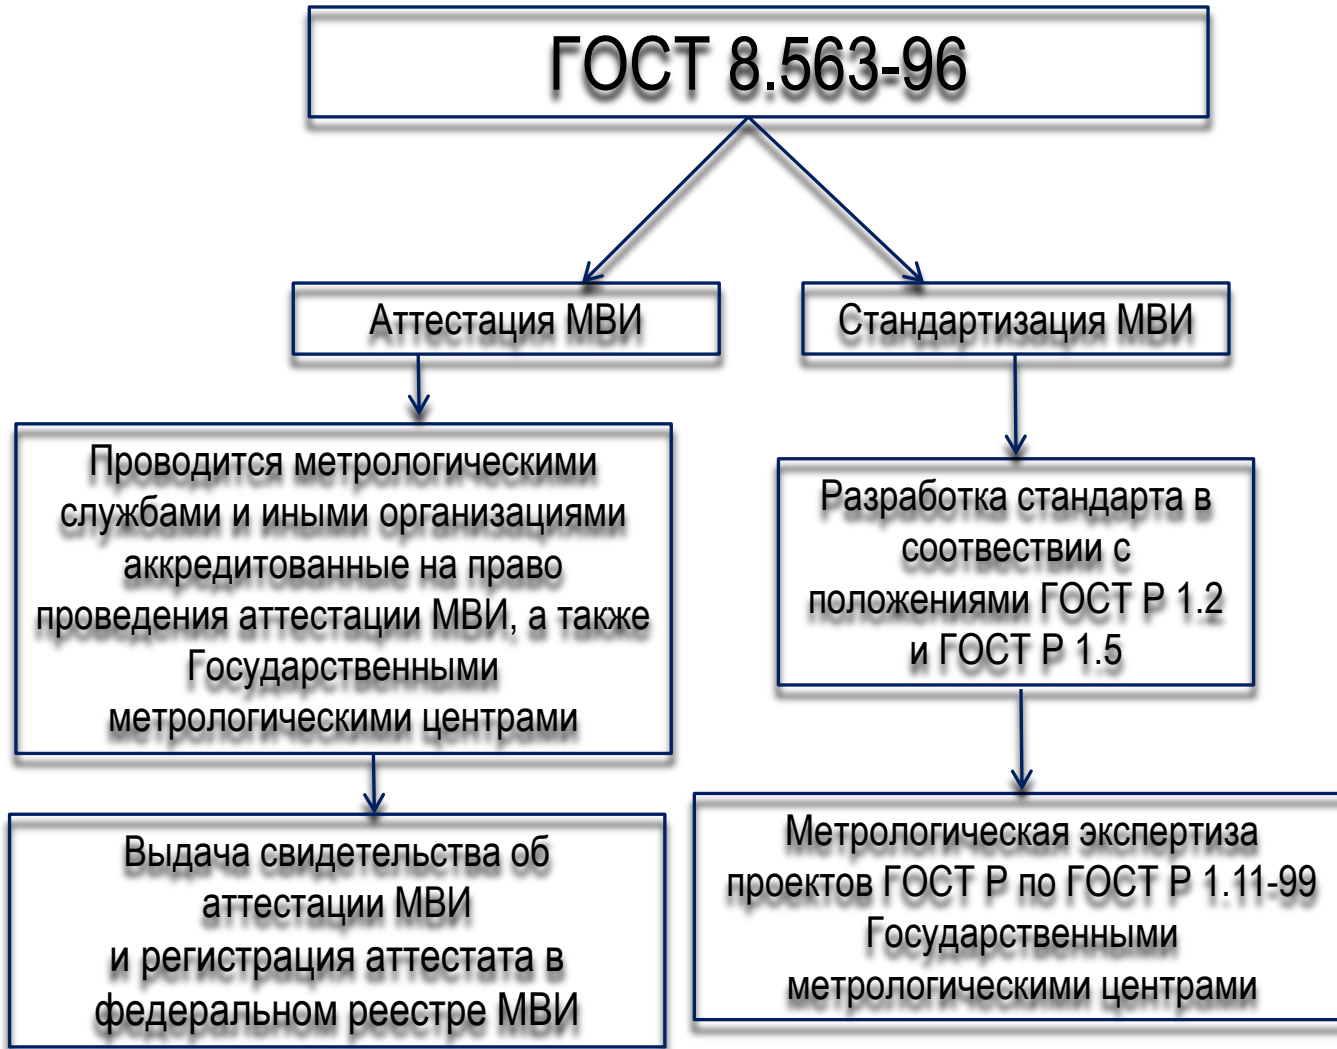 ГОСТ 8.563-96
Аттестация МВИ
Стандартизация МВИ
Проводится метрологическими
службами и иными организациями
аккредитованные на право
проведения аттестации МВИ, а также
Государственными
метрологическими центрами
Разработка стандарта в
соотвествии с
положениями ГОСТ Р 1.2
и ГОСТ Р 1.5
Выдача свидетельства об
аттестации МВИ
и регистрация аттестата в
федеральном реестре МВИ
Метрологическая экспертиза
проектов ГОСТ Р по ГОСТ Р 1.11-99
Государственными
метрологическими центрами